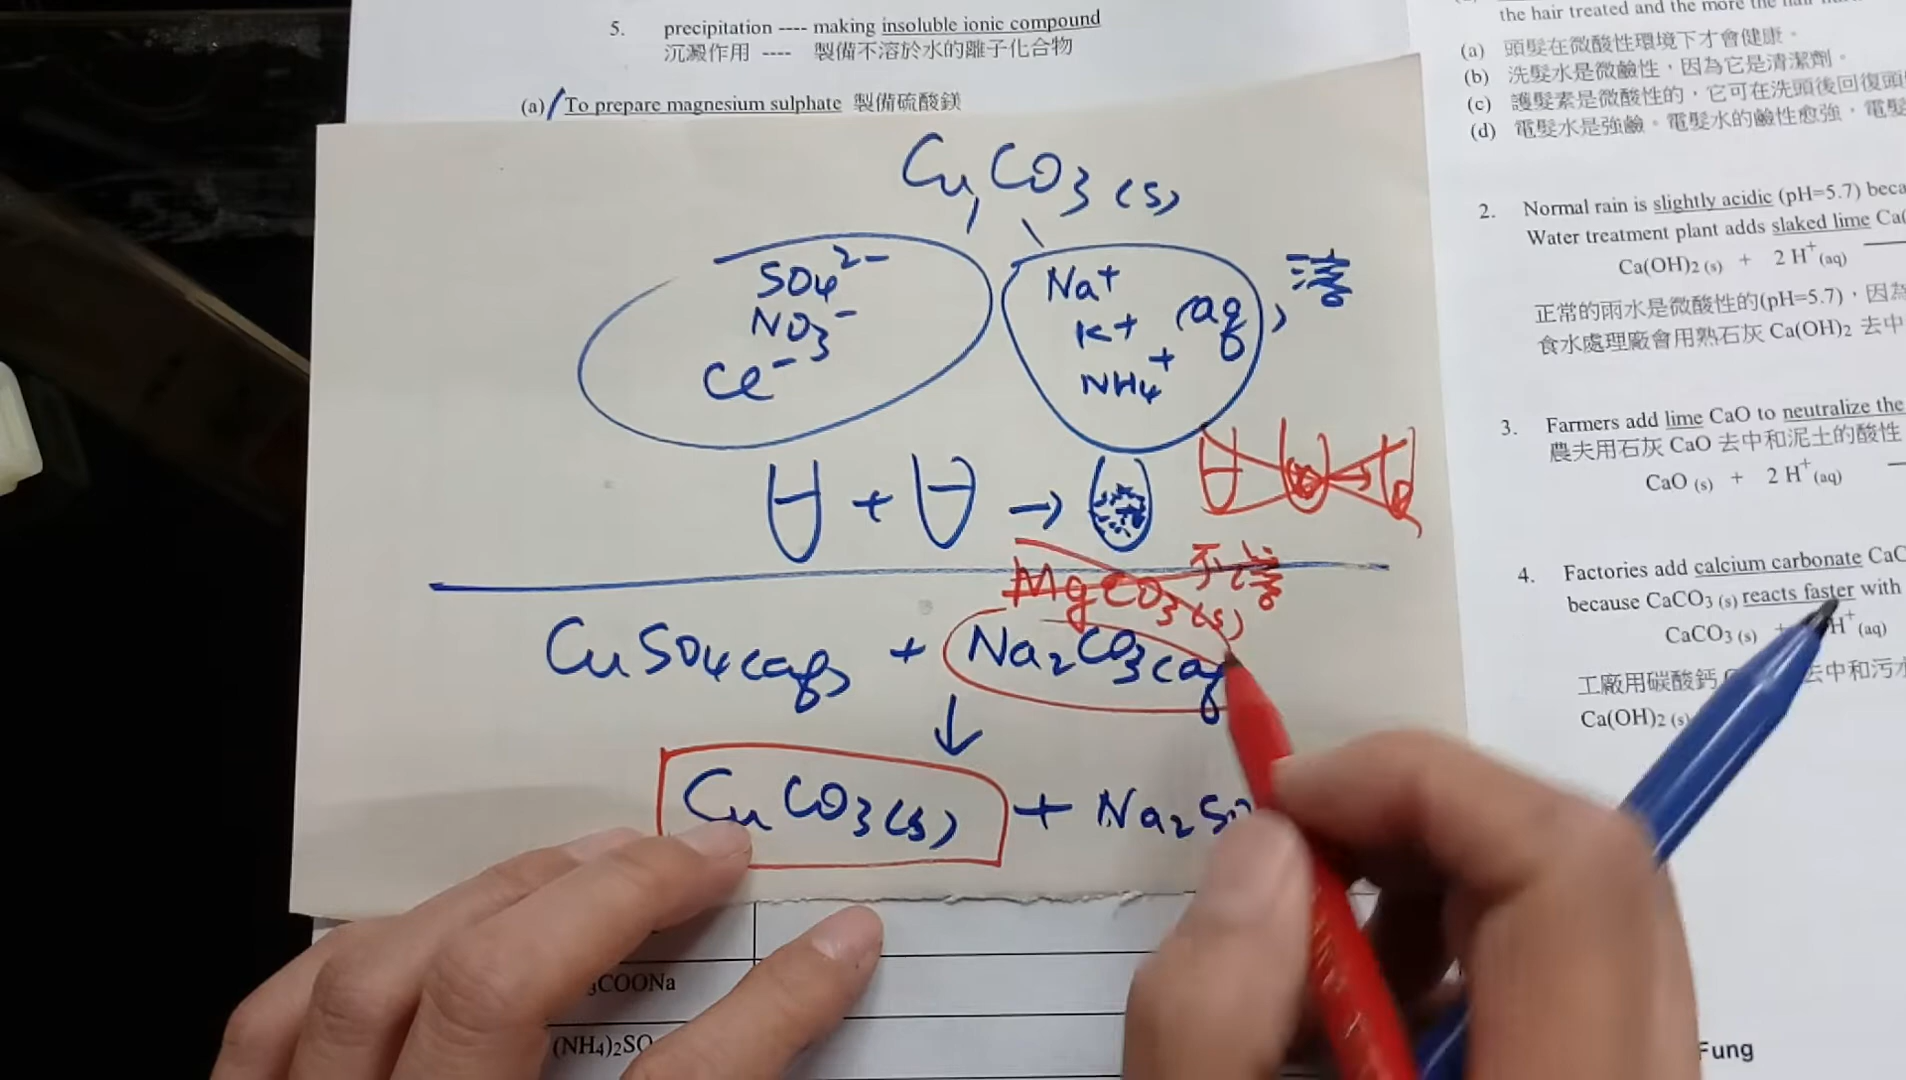 5. precipitation ---- making insoluble ionic compound
沉澱作用 ---- 製備不溶於水的離子化合物
(a) To prepare magnesium sulphate 製備硫酸鎂
CuCO3(s)
SO4 2-
NO3 -
Cl -
Na+
K+
NH4 +
(aq)
溶
+ →
MgCO3(s)
不溶
CuSO4(aq) + Na2CO3(aq
↓
CuCO3(s) + Na2SO
3COONa
(NH4)2SO
the hair treated and the more the hair
(a) 頭髮在微酸性環境下才會健康。
(b) 洗髮水是微鹼性，因為它是清潔劑。
(c) 護髮素是微酸性的，它可在洗頭後回復頭
(d) 電髮水是強鹼。電髮水的鹼性愈強，電髮
2. Normal rain is slightly acidic (pH=5.7) beca
Water treatment plant adds slaked lime Ca(
Ca(OH)2 (s) + 2 H+ (aq)
正常的雨水是微酸性的(pH=5.7)，因為
食水處理廠會用熟石灰 Ca(OH)2 去中
3. Farmers add lime CaO to neutralize the
農夫用石灰 CaO 去中和泥土的酸性
CaO (s) + 2 H+ (aq)
4. Factories add calcium carbonate CaC
because CaCO3 (s) reacts faster with
CaCO3 (s) + H+ (aq)
工廠用碳酸鈣 去中和污水
Ca(OH)2 (s)
Fung